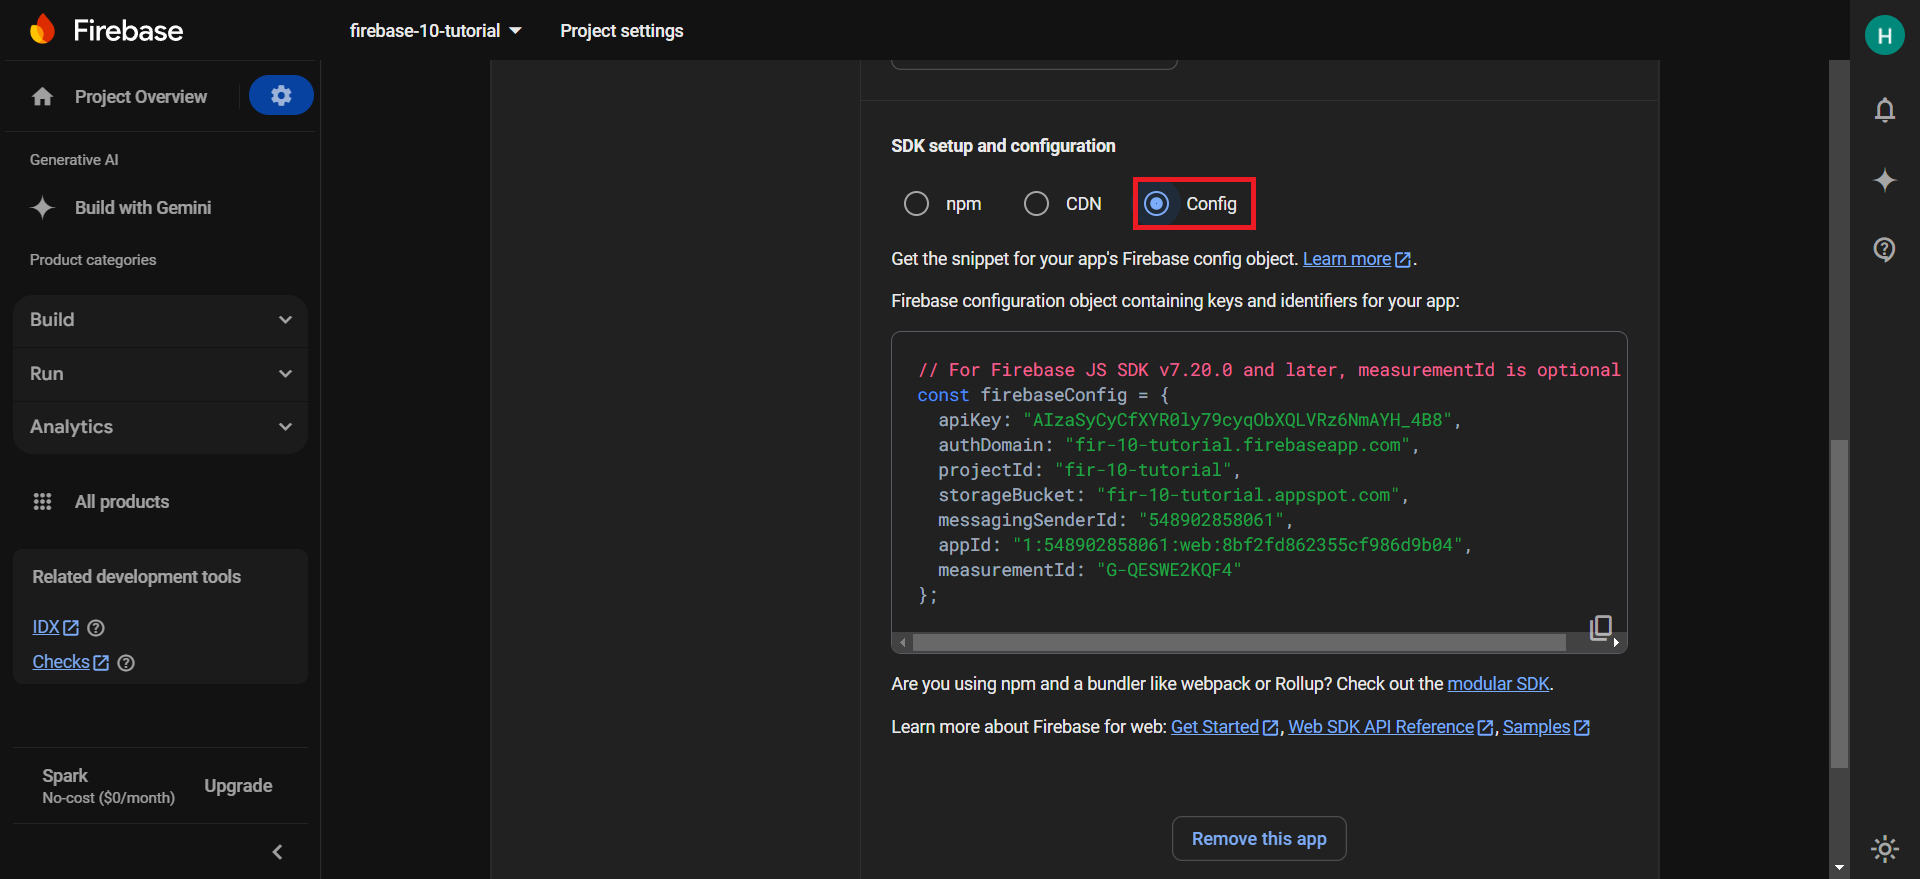 Firebase
firebase-10-tutorial
Project settings
H
Project Overview
Generative AI
Build with Gemini
Product categories
Build
Run
Analytics
All products
Related development tools
IDX
Checks
Spark
No-cost ($0/month)
Upgrade
SDK setup and configuration
npm
CDN
Config
Get the snippet for your app's Firebase config object. Learn more.
Firebase configuration object containing keys and identifiers for your app:
// For Firebase JS SDK v7.20.0 and later, measurementId is optional
const firebaseConfig = {
apiKey: "AIzaSyCyCfXYR0ly79cyqObXQLVRz6NmAYH_4B8",
authDomain: "fir-10-tutorial.firebaseapp.com",
projectId: "fir-10-tutorial",
storageBucket: "fir-10-tutorial.appspot.com",
messagingSenderId: "548902858061",
appId: "1:548902858061:web:8bf2fd862355cf986d9b04",
measurementId: "G-QESWE2KQF4"
};
Are you using npm and a bundler like webpack or Rollup? Check out the modular SDK.
Learn more about Firebase for web: Get Started, Web SDK API Reference, Samples
Remove this app